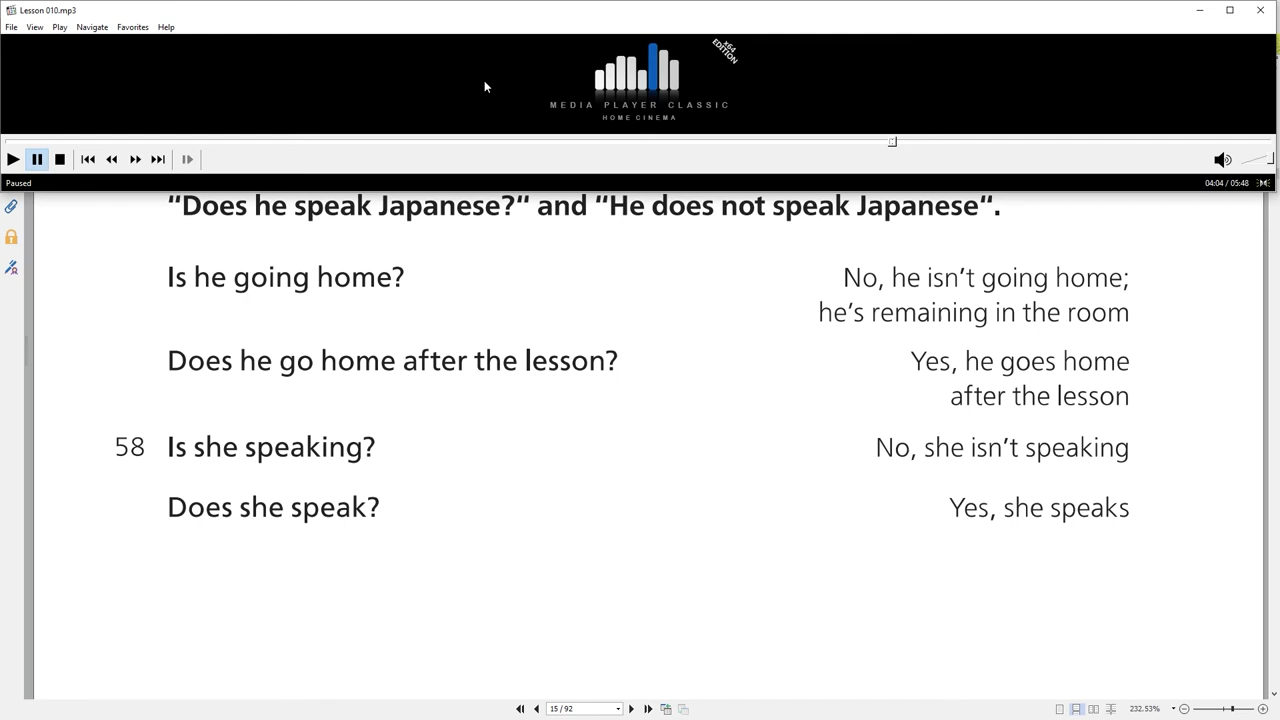 Lesson 010.mp3
File View Play Navigate Favorites Help
x64
EDITION
MEDIA PLAYER CLASSIC
HOME CINEMA
Paused
04:04 / 05:48
“Does he speak Japanese?“ and “He does not speak Japanese“.
Is he going home?
No, he isn’t going home;
he’s remaining in the room
Does he go home after the lesson?
Yes, he goes home
after the lesson
58 Is she speaking?
No, she isn’t speaking
Does she speak?
Yes, she speaks
15 / 92
232.53%